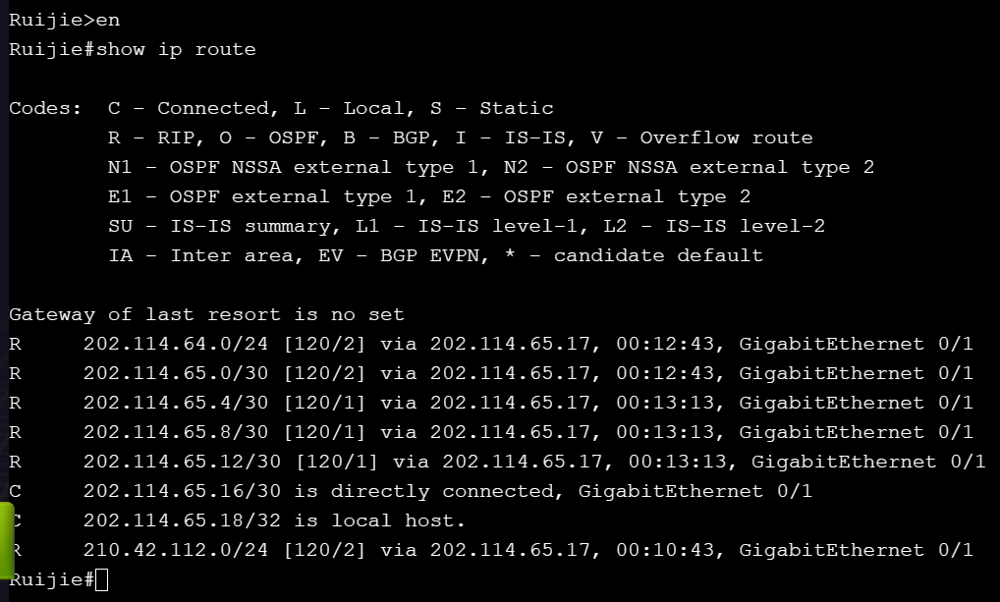 Ruijie>en
Ruijie#show ip route
Codes:  C - Connected, L - Local, S - Static
        R - RIP, O - OSPF, B - BGP, I - IS-IS, V - Overflow route
        N1 - OSPF NSSA external type 1, N2 - OSPF NSSA external type 2
        E1 - OSPF external type 1, E2 - OSPF external type 2
        SU - IS-IS summary, L1 - IS-IS level-1, L2 - IS-IS level-2
        IA - Inter area, EV - BGP EVPN, * - candidate default
Gateway of last resort is no set
R     202.114.64.0/24 [120/2] via 202.114.65.17, 00:12:43, GigabitEthernet 0/1
R     202.114.65.0/30 [120/2] via 202.114.65.17, 00:12:43, GigabitEthernet 0/1
R     202.114.65.4/30 [120/1] via 202.114.65.17, 00:13:13, GigabitEthernet 0/1
R     202.114.65.8/30 [120/1] via 202.114.65.17, 00:13:13, GigabitEthernet 0/1
R     202.114.65.12/30 [120/1] via 202.114.65.17, 00:13:13, GigabitEthernet 0/1
C     202.114.65.16/30 is directly connected, GigabitEthernet 0/1
C     202.114.65.18/32 is local host.
R     210.42.112.0/24 [120/2] via 202.114.65.17, 00:10:43, GigabitEthernet 0/1
Ruijie#